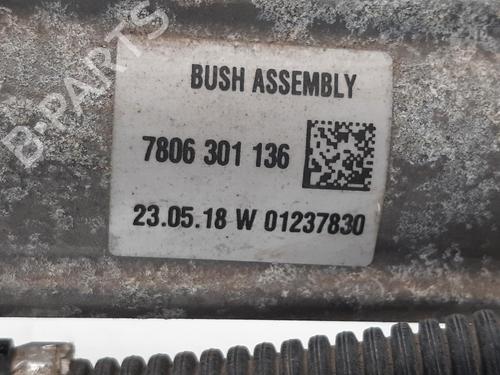 B-PARTS
BUSH ASSEMBLY
7806 301 136
23.05.18 W 01237830